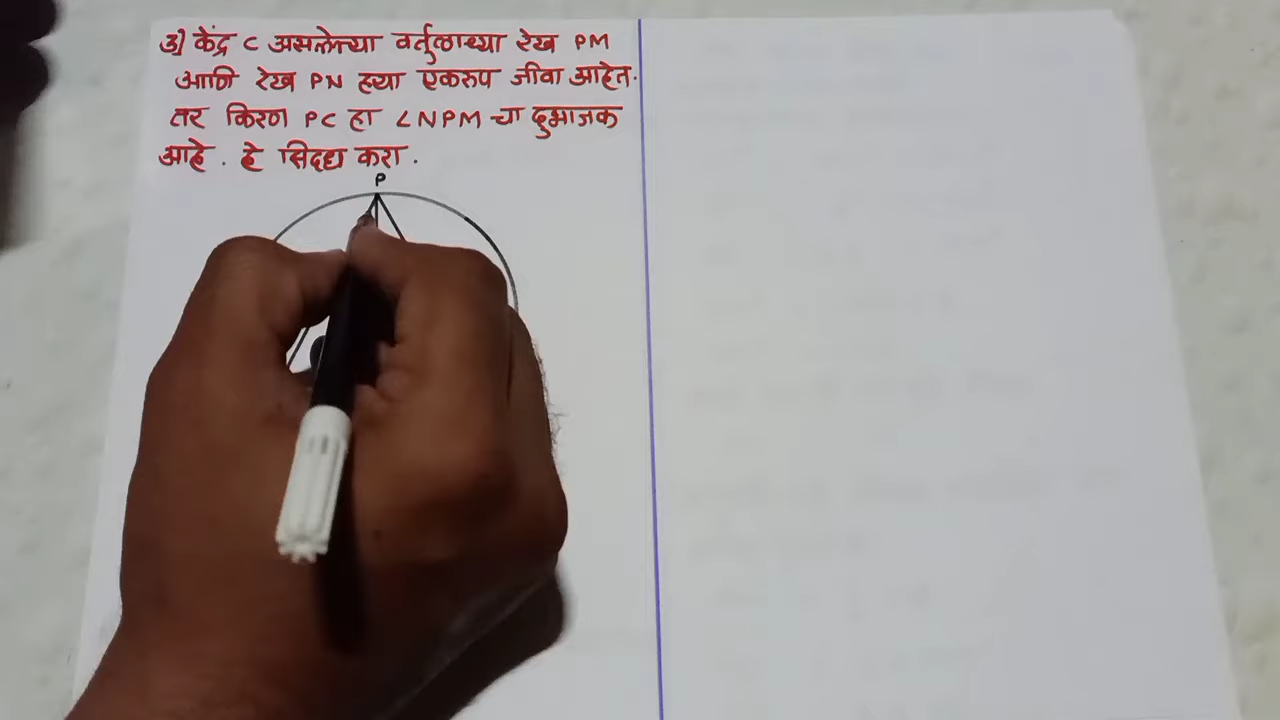 3] केंद्र C असलेल्या वर्तुळाच्या रेख PM
आणि रेख PN ह्या एकरूप जीवा आहेत.
तर किरण PC हा ∠NPM चा दुभाजक
आहे. हे सिद्ध करा.
P